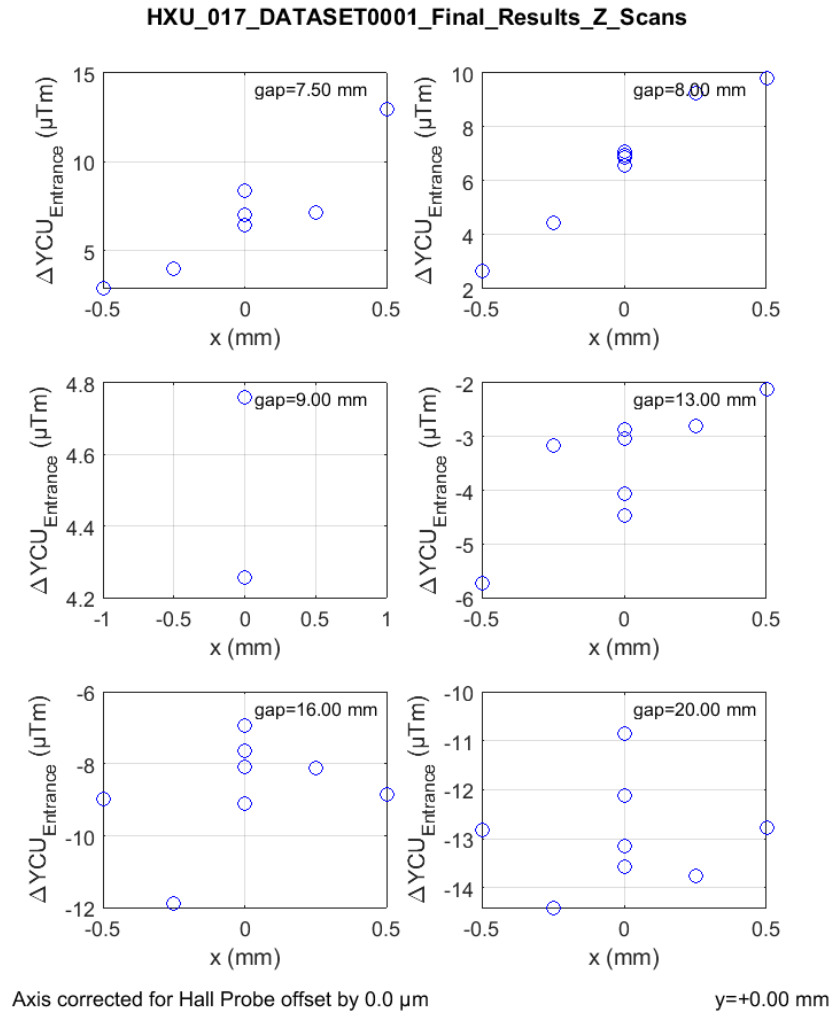 HXU_017_DATASET0001_Final_Results_Z_Scans
gap=7.50 mm
15
10
5
ΔYCU_Entrance (μTm)
-0.5
0
0.5
x (mm)
gap=8.00 mm
10
8
6
4
2
ΔYCU_Entrance (μTm)
-0.5
0
0.5
x (mm)
gap=9.00 mm
4.8
4.6
4.4
4.2
ΔYCU_Entrance (μTm)
-1
-0.5
0
0.5
1
x (mm)
gap=13.00 mm
-2
-3
-4
-5
-6
ΔYCU_Entrance (μTm)
-0.5
0
0.5
x (mm)
gap=16.00 mm
-6
-8
-10
-12
ΔYCU_Entrance (μTm)
-0.5
0
0.5
x (mm)
gap=20.00 mm
-10
-11
-12
-13
-14
ΔYCU_Entrance (μTm)
-0.5
0
0.5
x (mm)
Axis corrected for Hall Probe offset by 0.0 μm
y=+0.00 mm